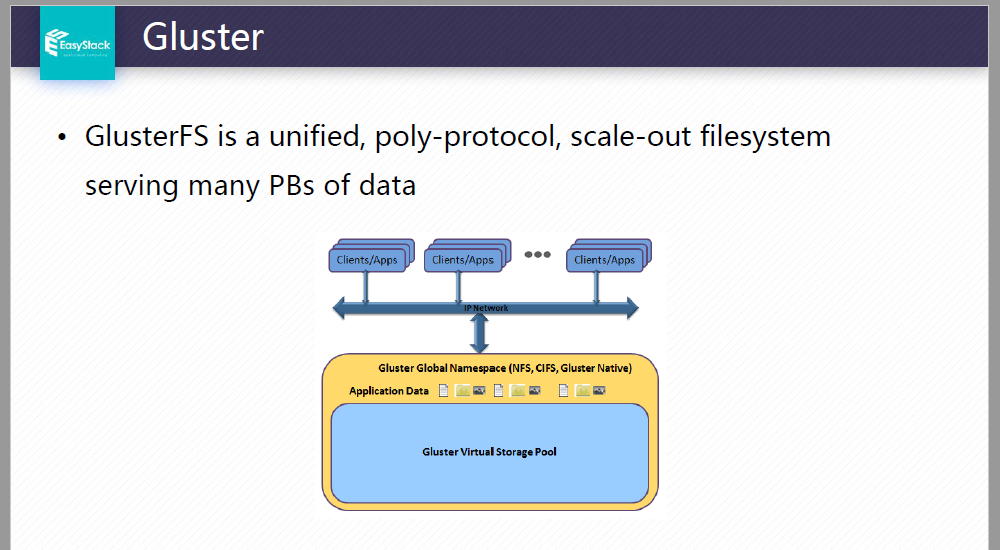 EasyStack
Gluster
• GlusterFS is a unified, poly-protocol, scale-out filesystem
serving many PBs of data
Clients/Apps
Clients/Apps
Clients/Apps
IP Network
Gluster Global Namespace (NFS, CIFS, Gluster Native)
Application Data
Gluster Virtual Storage Pool